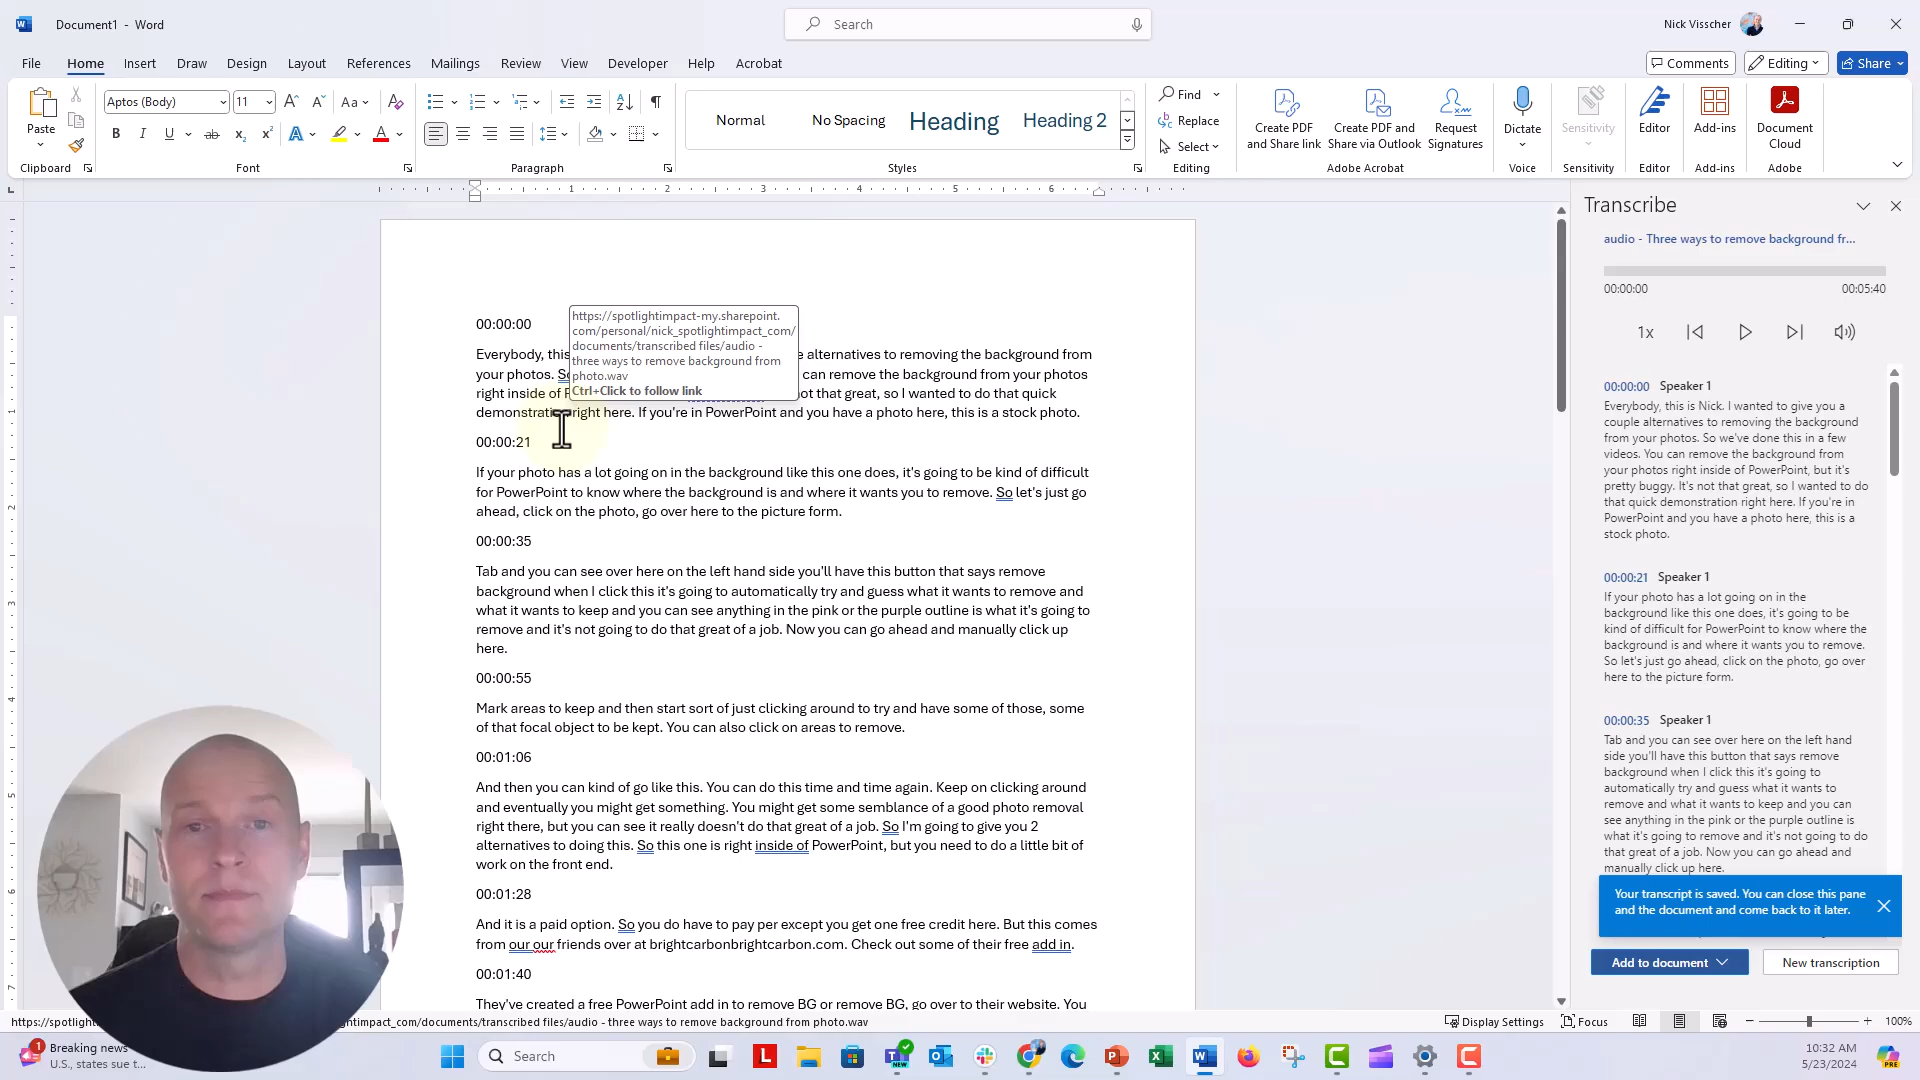 Document1 - Word
Search
Nick Visscher
File Home Insert Draw Design Layout References Mailings Review View Developer Help Acrobat
Comments Editing Share
Paste
Clipboard
Aptos (Body) 11
Font
Paragraph
Normal No Spacing Heading Heading 2
Styles
Find
Replace
Select
Editing
Create PDF and Share link
Create PDF and Share via Outlook
Request Signatures
Adobe Acrobat
Dictate
Voice
Sensitivity
Sensitivity
Editor
Editor
Add-ins
Add-ins
Document Cloud
Adobe
1 2 3 4 5 6
00:00:00
https://spotlightimpact-my.sharepoint.
com/personal/nick_spotlightimpact_com/
documents/transcribed files/audio -
three ways to remove background from
photo.wav
Ctrl+Click to follow link
Everybody, this alternatives to removing the background from
your photos. So can remove the background from your photos
right inside of not that great, so I wanted to do that quick
demonstration right here. If you're in PowerPoint and you have a photo here, this is a stock photo.
00:00:21
If your photo has a lot going on in the background like this one does, it's going to be kind of difficult
for PowerPoint to know where the background is and where it wants you to remove. So let's just go
ahead, click on the photo, go over here to the picture form.
00:00:35
Tab and you can see over here on the left hand side you'll have this button that says remove
background when I click this it's going to automatically try and guess what it wants to remove and
what it wants to keep and you can see anything in the pink or the purple outline is what it's going to
remove and it's not going to do that great of a job. Now you can go ahead and manually click up
here.
00:00:55
Mark areas to keep and then start sort of just clicking around to try and have some of those, some
of that focal object to be kept. You can also click on areas to remove.
00:01:06
And then you can kind of go like this. You can do this time and time again. Keep on clicking around
and eventually you might get something. You might get some semblance of a good photo removal
right there, but you can see it really doesn't do that great of a job. So I'm going to give you 2
alternatives to doing this. So this one is right inside of PowerPoint, but you need to do a little bit of
work on the front end.
00:01:28
And it is a paid option. So you do have to pay per except you get one free credit here. But this comes
from our our friends over at brightcarbonbrightcarbon.com. Check out some of their free add in.
00:01:40
They've created a free PowerPoint add in to remove BG or remove BG, go over to their website. You
Transcribe
audio - Three ways to remove background fr...
00:00:00 00:05:40
1x
00:00:00 Speaker 1
Everybody, this is Nick. I wanted to give you a
couple alternatives to removing the background
from your photos. So we've done this in a few
videos. You can remove the background from
your photos right inside of PowerPoint, but it's
pretty buggy. It's not that great, so I wanted to do
that quick demonstration right here. If you're in
PowerPoint and you have a photo here, this is a
stock photo.
00:00:21 Speaker 1
If your photo has a lot going on in the
background like this one does, it's going to be
kind of difficult for PowerPoint to know where the
background is and where it wants you to remove.
So let's just go ahead, click on the photo, go over
here to the picture form.
00:00:35 Speaker 1
Tab and you can see over here on the left hand
side you'll have this button that says remove
background when I click this it's going to
automatically try and guess what it wants to
remove and what it wants to keep and you can
see anything in the pink or the purple outline is
what it's going to remove and it's not going to do
that great of a job. Now you can go ahead and
manually click up here.
Your transcript is saved. You can close this pane
and the document and come back to it later.
Add to document New transcription
https://spotligh ghtimpact_com/documents/transcribed files/audio - three ways to remove background from photo.wav
Display Settings Focus 100%
Breaking news
U.S., states sue t...
Search
10:32 AM
5/23/2024